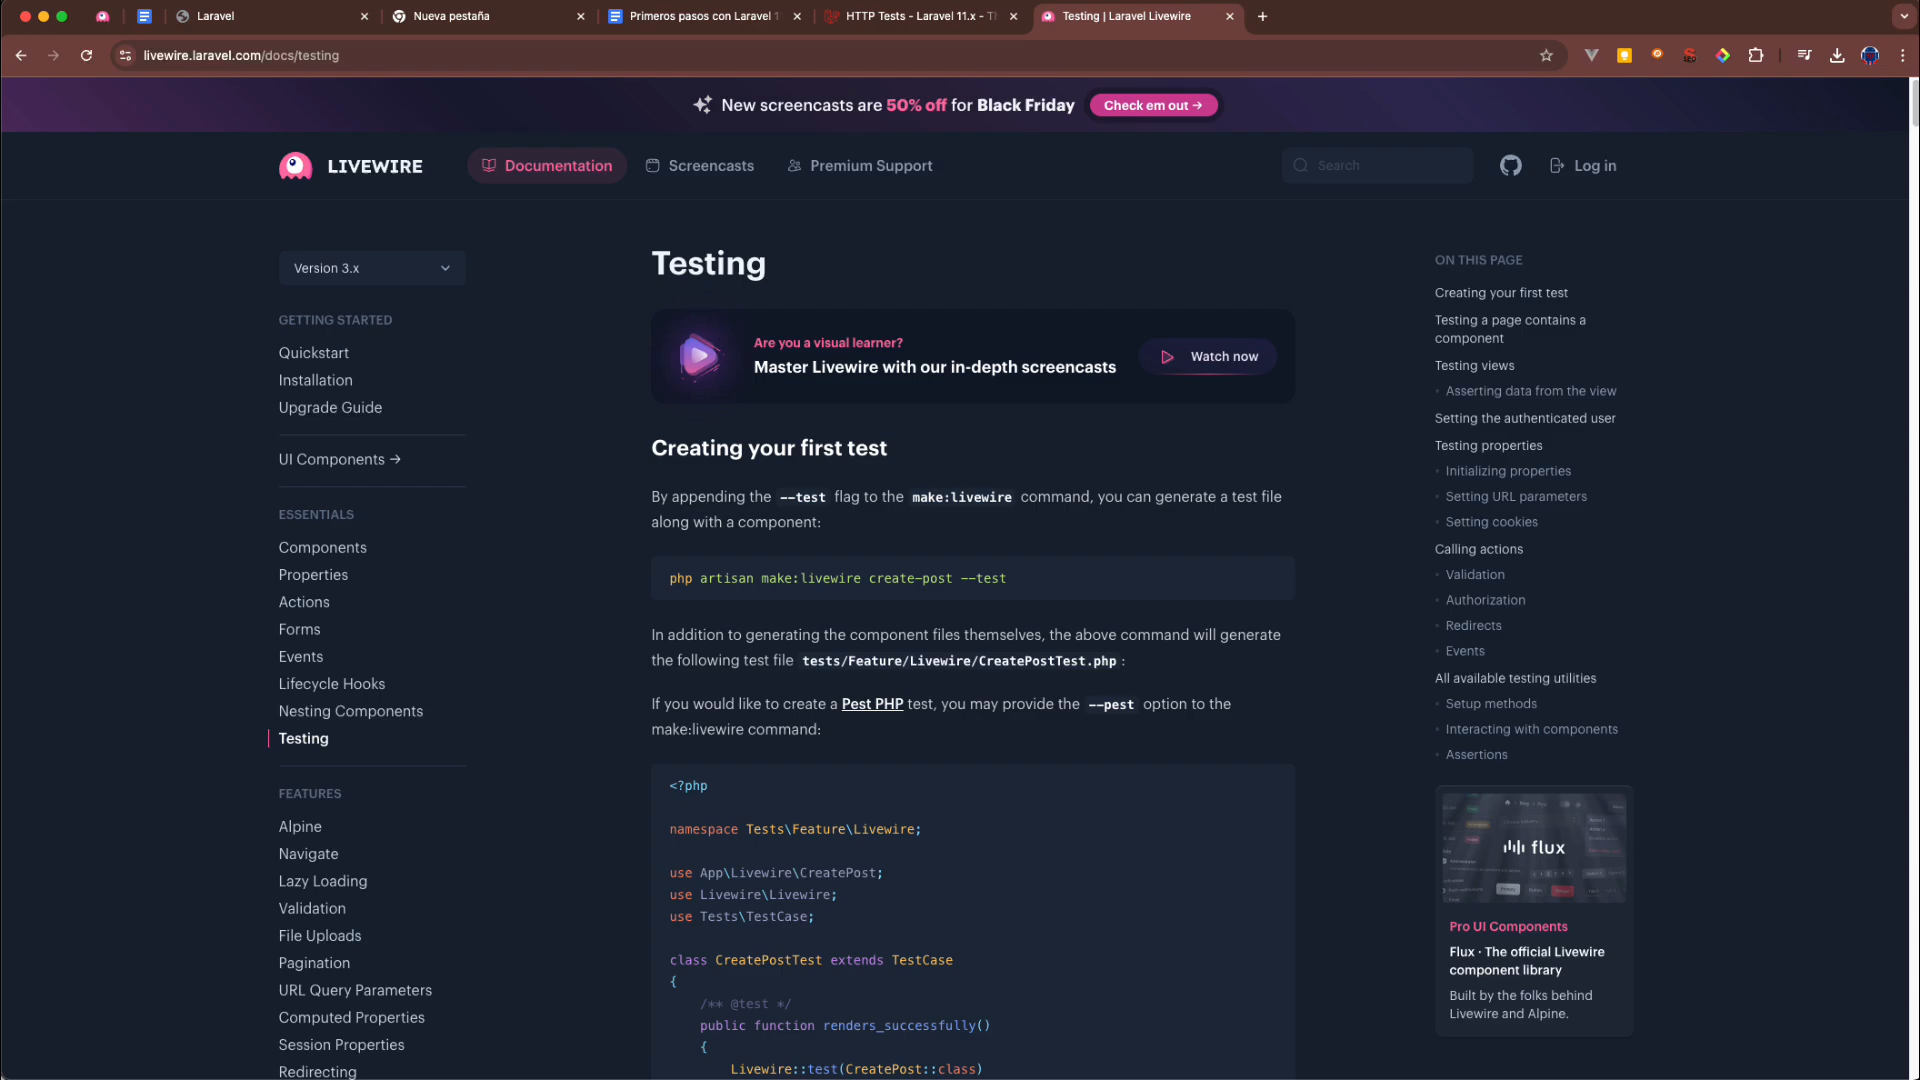 Laravel
Nueva pestaña
Primeros pasos con Laravel 1
HTTP Tests - Laravel 11.x - Th
Testing | Laravel Livewire
livewire.laravel.com/docs/testing
New screencasts are 50% off for Black Friday
Check em out →
LIVEWIRE
Documentation
Screencasts
Premium Support
Search
Log in
Version 3.x
GETTING STARTED
Quickstart
Installation
Upgrade Guide
UI Components →
ESSENTIALS
Components
Properties
Actions
Forms
Events
Lifecycle Hooks
Nesting Components
Testing
FEATURES
Alpine
Navigate
Lazy Loading
Validation
File Uploads
Pagination
URL Query Parameters
Computed Properties
Session Properties
Redirecting
Testing
Are you a visual learner?
Master Livewire with our in-depth screencasts
Watch now
Creating your first test
By appending the --test flag to the make:livewire command, you can generate a test file
along with a component:
php artisan make:livewire create-post --test
In addition to generating the component files themselves, the above command will generate
the following test file tests/Feature/Livewire/CreatePostTest.php :
If you would like to create a Pest PHP test, you may provide the --pest option to the
make:livewire command:
<?php
namespace Tests\Feature\Livewire;
use App\Livewire\CreatePost;
use Livewire\Livewire;
use Tests\TestCase;
class CreatePostTest extends TestCase
{
/** @test */
public function renders_successfully()
{
Livewire::test(CreatePost::class)
ON THIS PAGE
Creating your first test
Testing a page contains a
component
Testing views
Asserting data from the view
Setting the authenticated user
Testing properties
Initializing properties
Setting URL parameters
Setting cookies
Calling actions
Validation
Authorization
Redirects
Events
All available testing utilities
Setup methods
Interacting with components
Assertions
flux
Pro UI Components
Flux · The official Livewire
component library
Built by the folks behind
Livewire and Alpine.